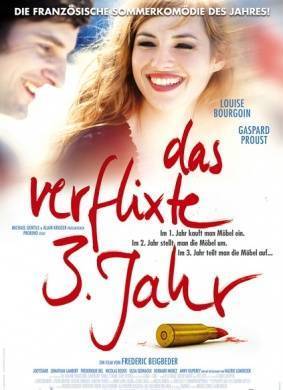 DIE FRANZÖSISCHE SOMMERKOMÖDIE DES JAHRES!
LOUISE
BOURGOIN
GASPARD
PROUST
das
verflixte
3. Jahr
Im 1. Jahr kauft man Möbel ein.
Im 2. Jahr stellt man die Möbel um.
Im 3. Jahr teilt man die Möbel auf...
EIN FILM VON FREDERIC BEIGBEDER